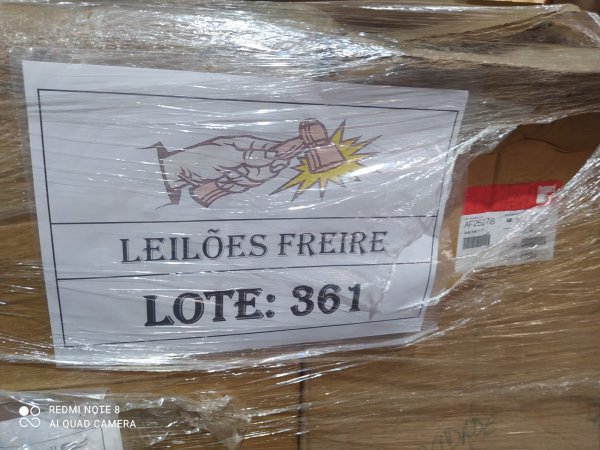 LEILÕES FREIRE
LOTE: 361
AF25278
REDMI NOTE 8
AI QUAD CAMERA